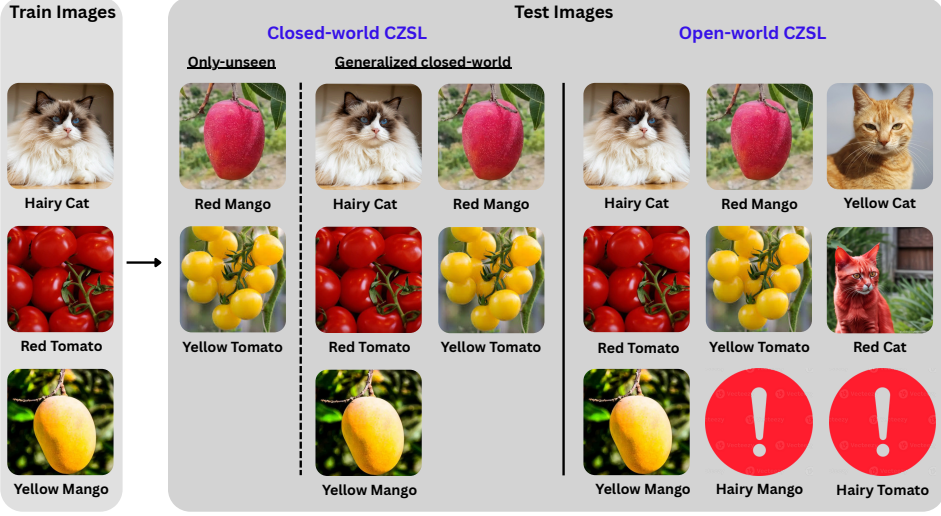 Train Images
Test Images
Closed-world CZSL
Open-world CZSL
Only-unseen
Generalized closed-world
Hairy Cat
Red Mango
Hairy Cat
Red Mango
Hairy Cat
Red Mango
Yellow Cat
Red Tomato
Yellow Tomato
Red Tomato
Yellow Tomato
Red Tomato
Yellow Tomato
Red Cat
Yellow Mango
Yellow Mango
Yellow Mango
Hairy Mango
Hairy Tomato